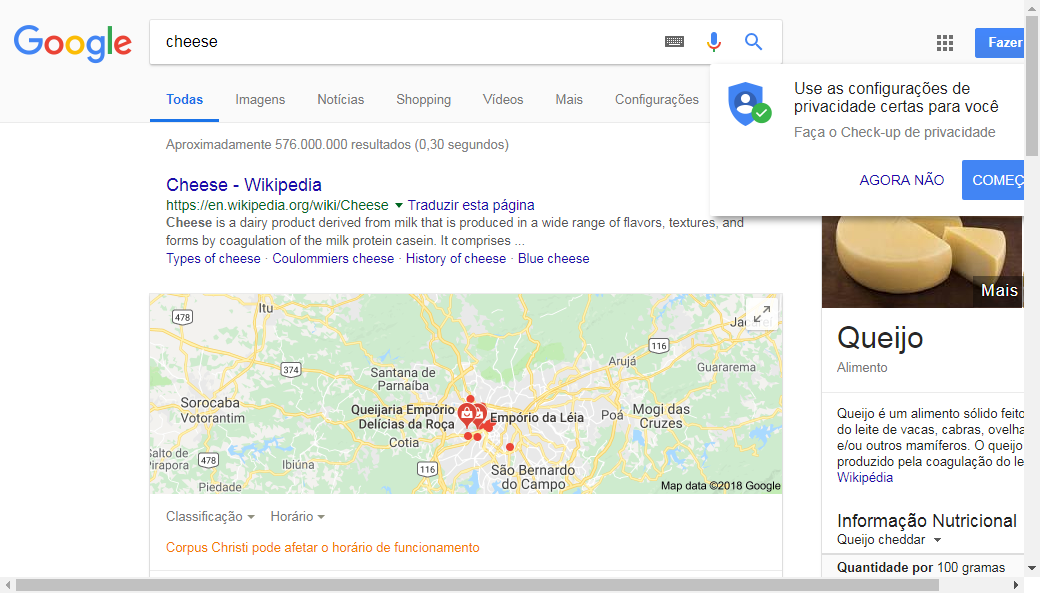 Google
cheese
Fazer
Todas Imagens Notícias Shopping Vídeos Mais Configurações
Use as configurações de
privacidade certas para você
Faça o Check-up de privacidade
AGORA NÃO COMEÇ
Aproximadamente 576.000.000 resultados (0,30 segundos)
Cheese - Wikipedia
https://en.wikipedia.org/wiki/Cheese Traduzir esta página
Cheese is a dairy product derived from milk that is produced in a wide range of flavors, textures, and
forms by coagulation of the milk protein casein. It comprises ...
Types of cheese · Coulommiers cheese · History of cheese · Blue cheese
Itu
478
116
374
Arujá
Guararema
Santana de
Parnaíba
Sorocaba
Votorantim
Queijaria Empório
Delícias da Roça
Empório da Léia
Poá
Mogi das
Cruzes
Cotia
Salto de
Pirapora
478
Ibiúna
116
São Bernardo
do Campo
Piedade
Map data ©2018 Google
Classificação Horário
Corpus Christi pode afetar o horário de funcionamento
Mais
Queijo
Alimento
Queijo é um alimento sólido feito
do leite de vacas, cabras, ovelha
e/ou outros mamíferos. O queijo
produzido pela coagulação do le
Wikipédia
Informação Nutricional
Queijo cheddar
Quantidade por 100 gramas